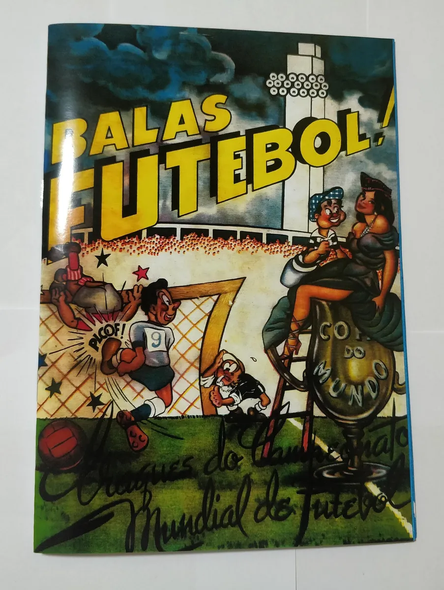 BALAS
FUTEBOL!
PICOF!
9
COPA
DO
MUNDO
Craques do Campeonato
Mundial de Futebol